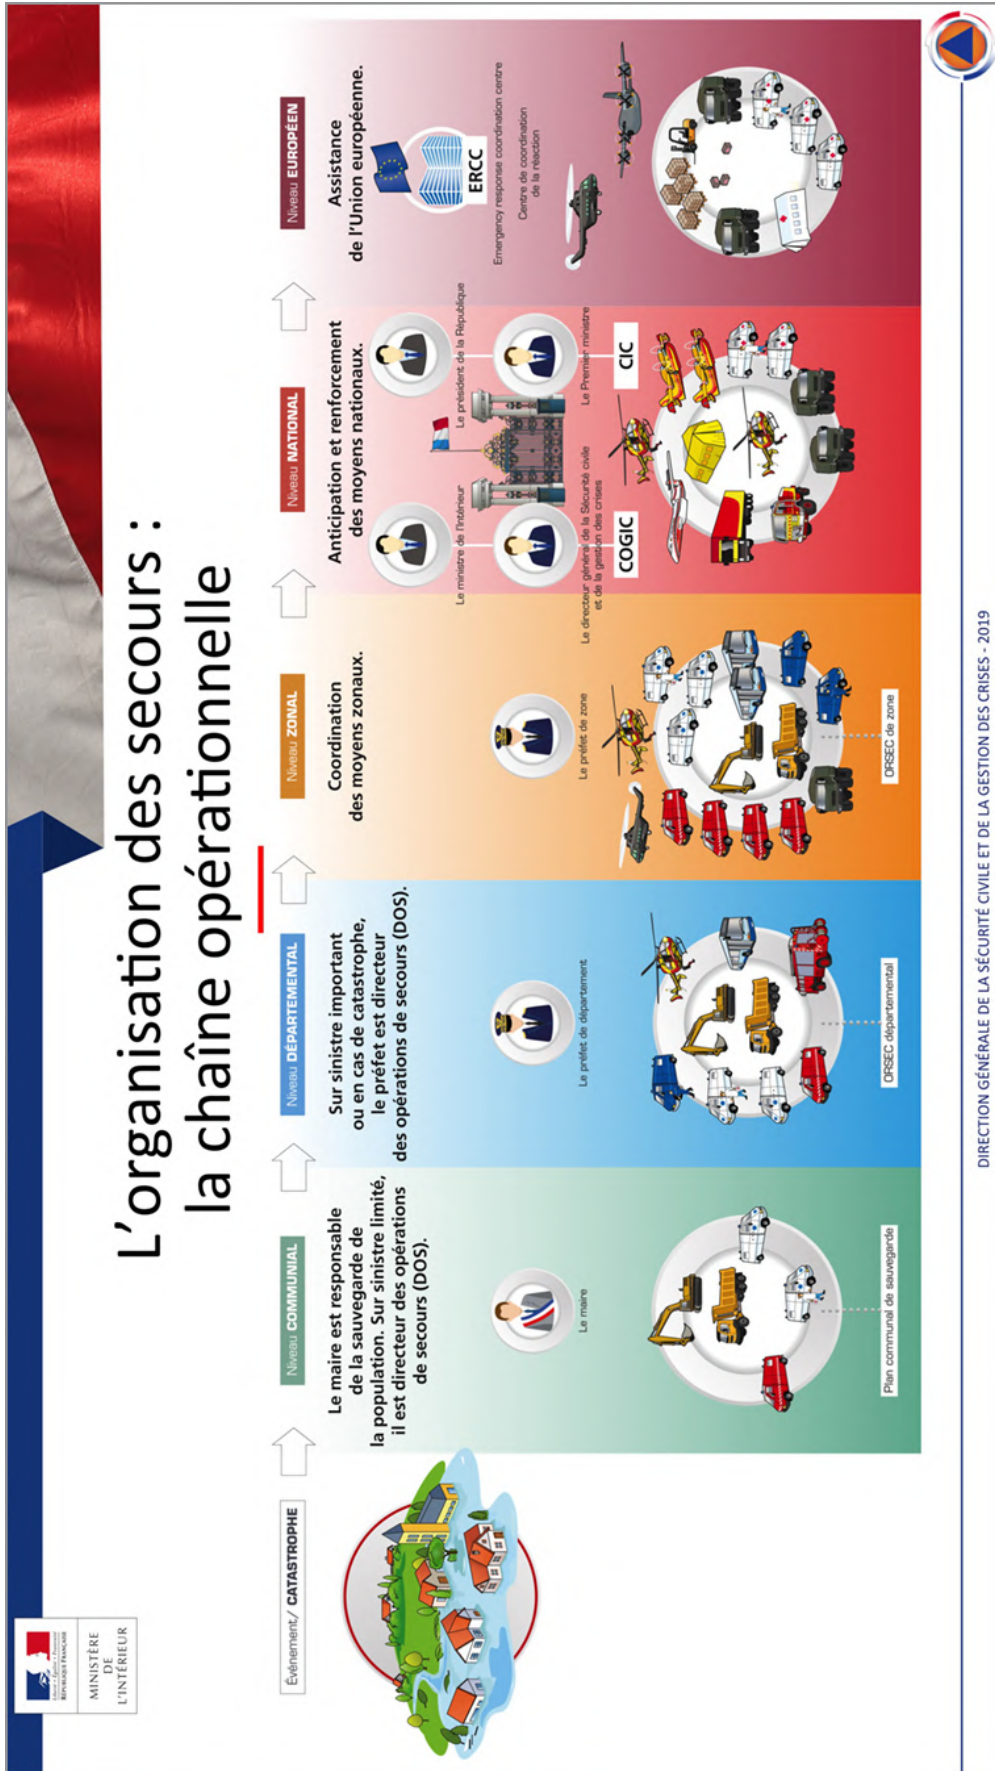 RÉPUBLIQUE FRANÇAISE
MINISTÈRE
DE
L'INTÉRIEUR
L'organisation des secours :
la chaîne opérationnelle
Événement/ CATASTROPHE
Niveau COMMUNIAL
Le maire est responsable
de la sauvegarde de
la population. Sur sinistre limité,
il est directeur des opérations
de secours (DOS).
Le maire
Plan communal de sauvegarde
Niveau DÉPARTEMENTAL
Sur sinistre important
ou en cas de catastrophe,
le préfet est directeur
des opérations de secours (DOS).
Le préfet de département
ORSEC départemental
Niveau ZONAL
Coordination
des moyens zonaux.
Le préfet de zone
ORSEC de zone
Niveau NATIONAL
Anticipation et renforcement
des moyens nationaux.
Le ministre de l'Intérieur
Le président de la République
Le directeur général de la Sécurité civile
et de la gestion des crises
Le Premier ministre
COGIC
CIC
Niveau EUROPÉEN
Assistance
de l'Union européenne.
ERCC
Emergency response coordination centre
Centre de coordination
de la réaction
DIRECTION GÉNÉRALE DE LA SÉCURITÉ CIVILE ET DE LA GESTION DES CRISES - 2019